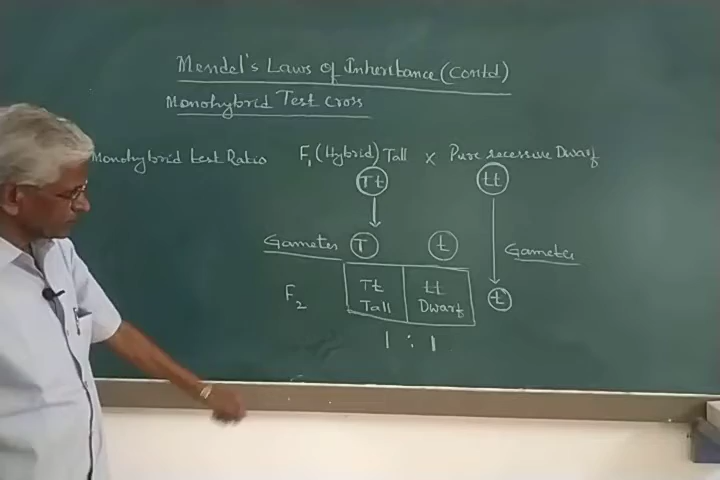 Mendel's Laws of Inheritance (Contd)
Monohybrid Test Cross
Monohybrid test Ratio F1 (Hybrid) Tall x Pure recessive Dwarf
Tt tt
Gametes T t Gametes
F2 Tt tt t
Tall Dwarf
1 : 1